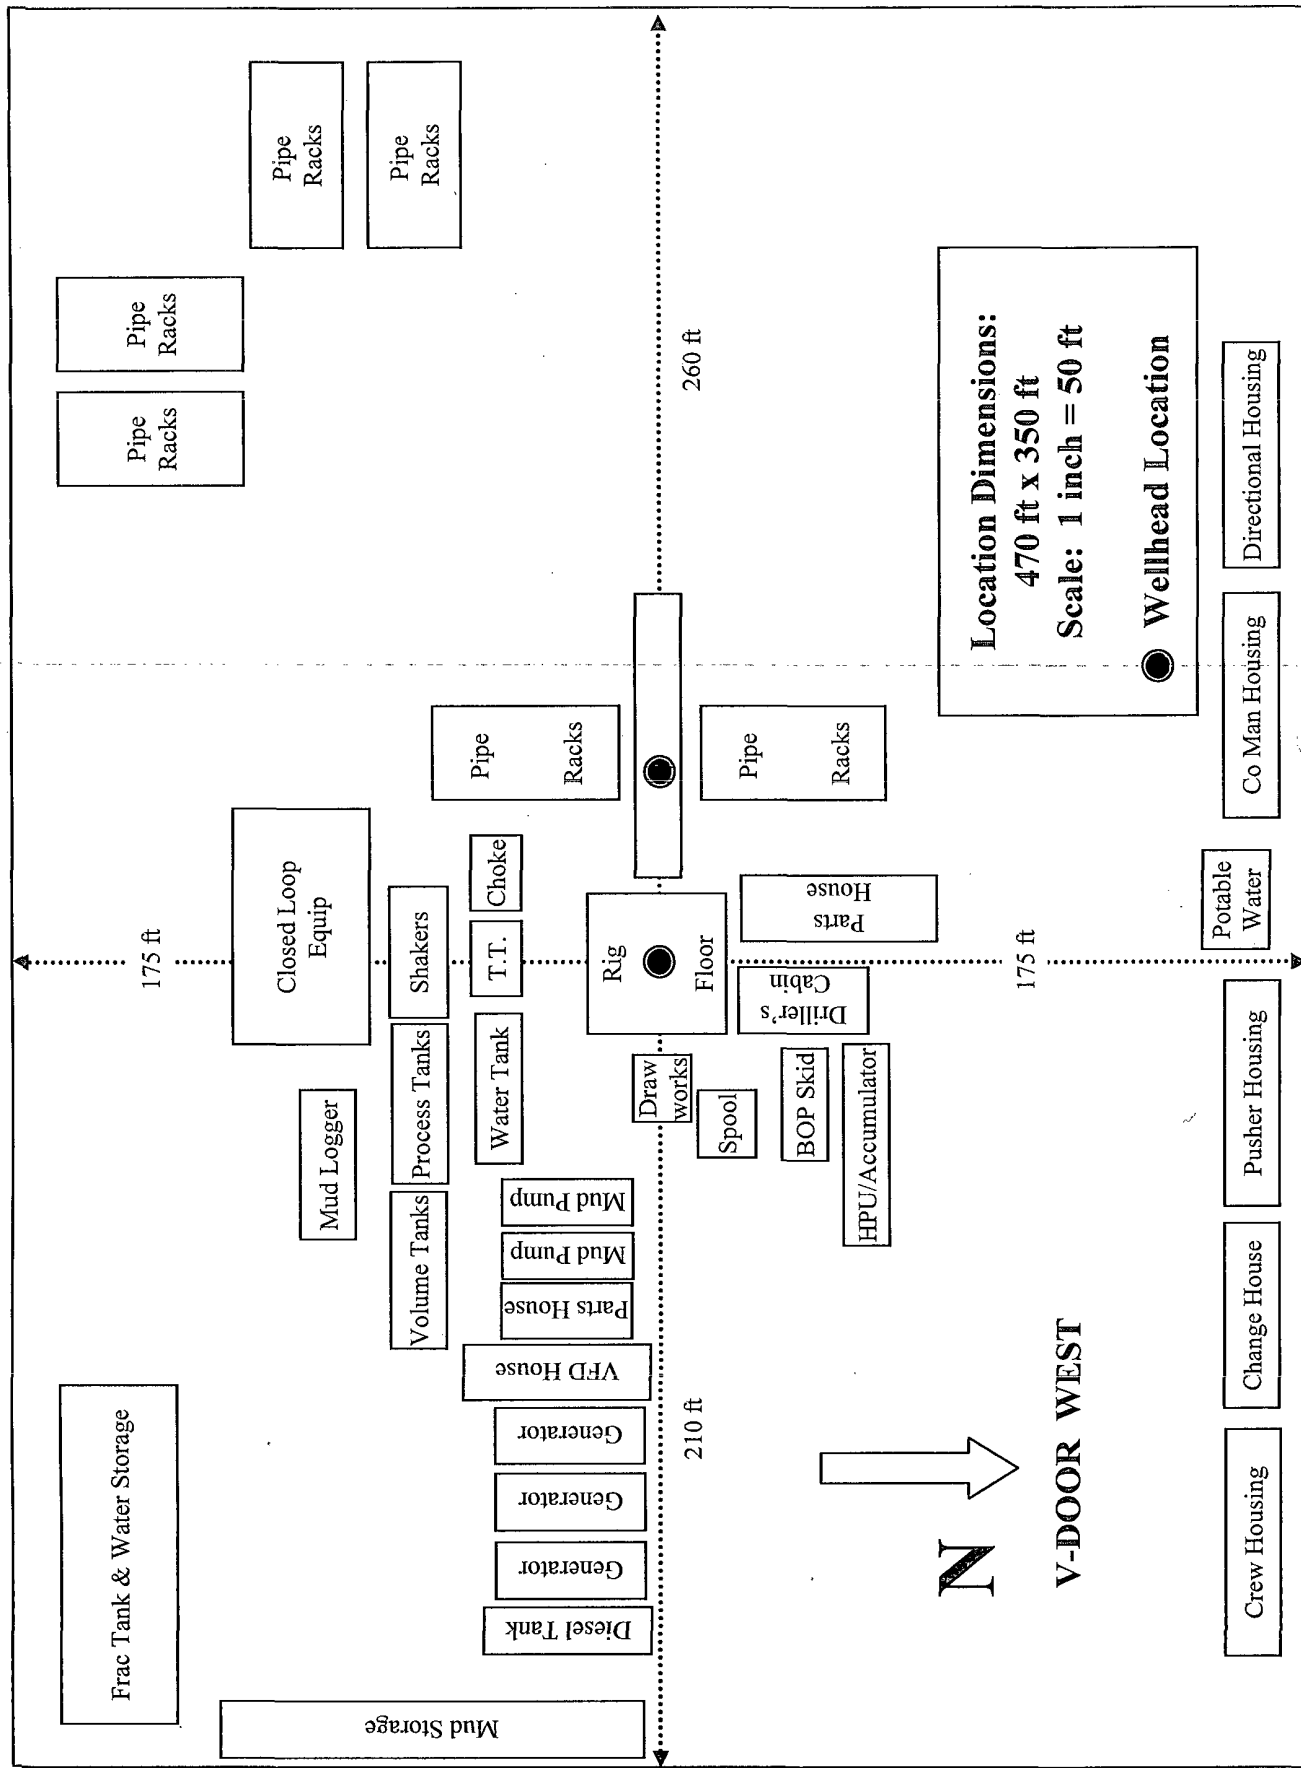 Frac Tank & Water Storage
Mud Storage
Diesel Tank
Generator
Generator
Generator
VFD House
Parts House
Mud Pump
Mud Pump
Volume Tanks
Process Tanks
Shakers
Mud Logger
Closed Loop
Equip
Water Tank
T.T.
Choke
175 ft
Pipe
Racks
Pipe
Racks
Pipe
Racks
Pipe
Racks
Pipe
Racks
Pipe
Racks
Rig
Floor
Draw
works
Spool
BOP Skid
HPU/Accumulator
Driller's
Cabin
Parts
House
210 ft
260 ft
175 ft
N
V-DOOR WEST
Location Dimensions:
470 ft x 350 ft
Scale: 1 inch = 50 ft
Wellhead Location
Crew Housing
Change House
Pusher Housing
Potable
Water
Co Man Housing
Directional Housing